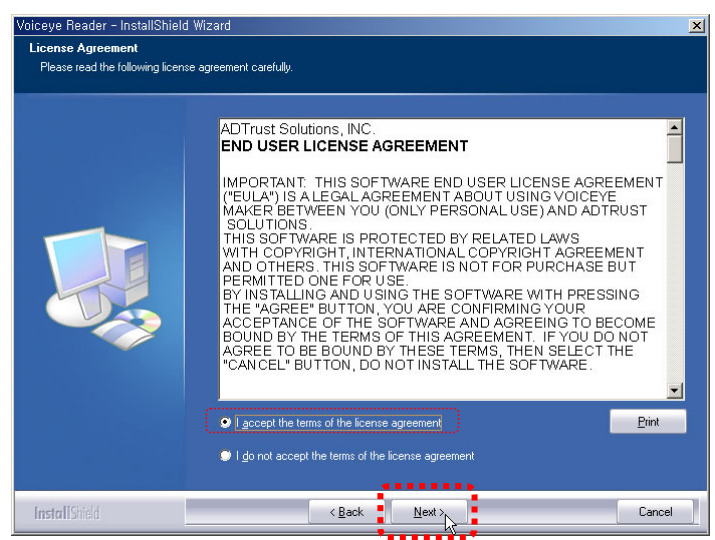 Voiceye Reader - InstallShield Wizard
License Agreement
Please read the following license agreement carefully.
ADTrust Solutions, INC.
END USER LICENSE AGREEMENT
IMPORTANT:  THIS SOFTWARE END USER LICENSE AGREEMENT
("EULA") IS A LEGAL AGREEMENT ABOUT USING VOICEYE
MAKER BETWEEN YOU (ONLY PERSONAL USE) AND ADTRUST
SOLUTIONS.
THIS SOFTWARE IS PROTECTED BY RELATED LAWS
WITH COPYRIGHT, INTERNATIONAL COPYRIGHT AGREEMENT
AND OTHERS. THIS SOFTWARE IS NOT FOR PURCHASE BUT
PERMITTED ONE FOR USE.
BY INSTALLING AND USING THE SOFTWARE WITH PRESSING
THE "AGREE" BUTTON, YOU ARE CONFIRMING YOUR
ACCEPTANCE OF THE SOFTWARE AND AGREEING TO BECOME
BOUND BY THE TERMS OF THIS AGREEMENT.  IF YOU DO NOT
AGREE TO BE BOUND BY THESE TERMS, THEN SELECT THE
"CANCEL" BUTTON, DO NOT INSTALL THE SOFTWARE.
I accept the terms of the license agreement
Print
I do not accept the terms of the license agreement
InstallShield
< Back
Next >
Cancel